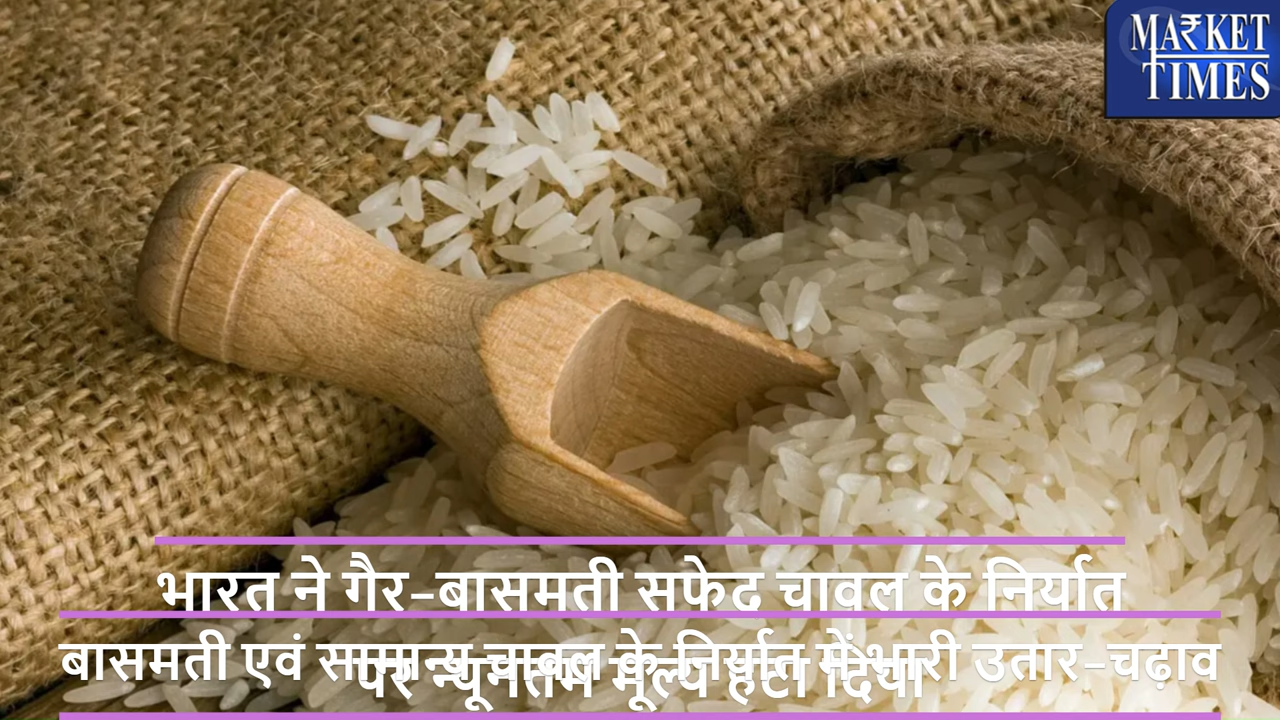 MA₹KET
TIMES
भारत ने गैर-बासमती सफेद चावल के निर्यात
बासमती एवं सामान्य चावल के निर्यात में भारी उतार-चढ़ाव
पर न्यूनतम मूल्य हटा दिया